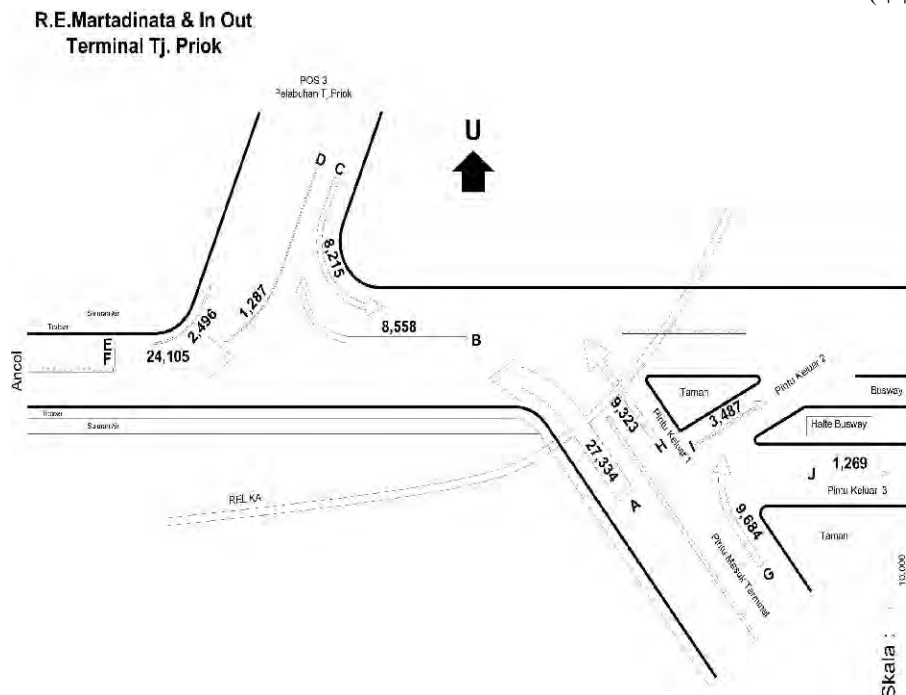 R.E.Martadinata & In Out
Terminal Tj. Priok
POS 3
Pelabuhan Tj.Priok
U
D
C
8,215
1,287
2,496
8,558
B
Saluran Air
Trotoar
E
F
24,105
Ancol
Trotoar
Saluran Air
REL KA
9,323
H
27,334
A
Pintu Keluar 1
Taman
Pintu Keluar 2
3,487
I
Busway
Halte Busway
J
1,269
Pintu Keluar 3
9,684
G
Taman
Pintu Masuk Terminal
10.000
Skala :